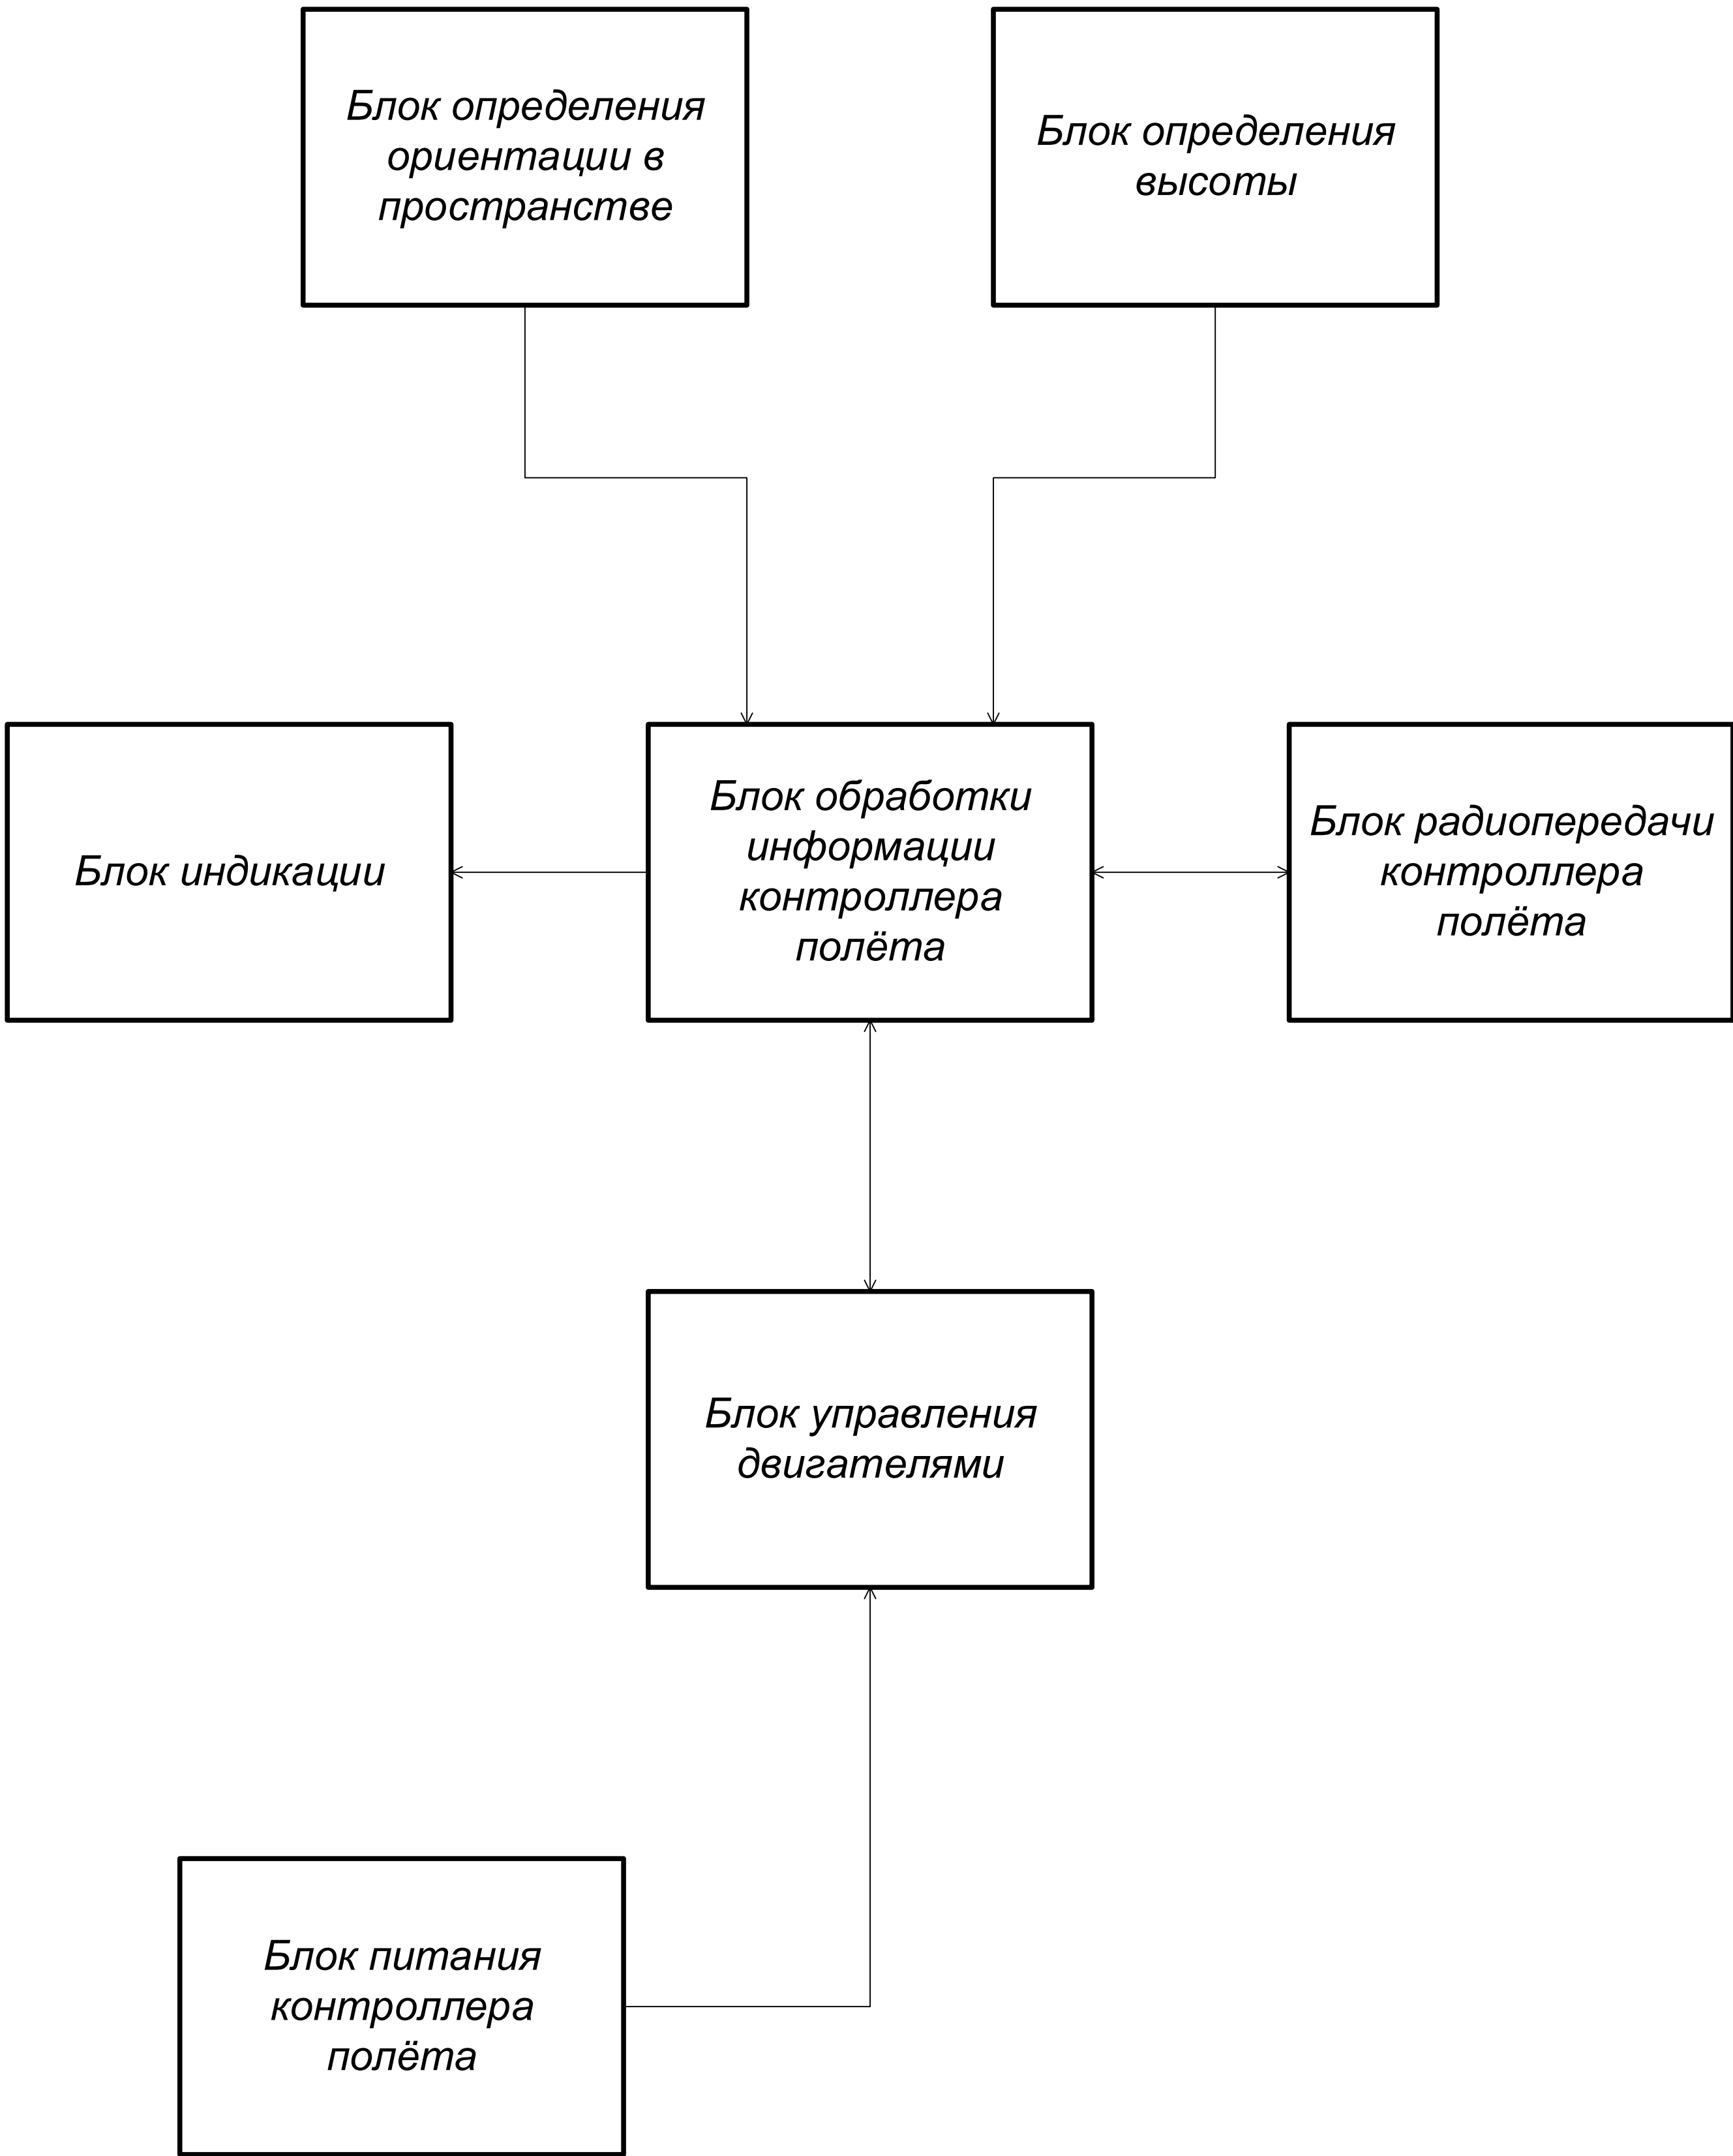 Блок определения
ориентации в
пространстве
Блок определения
высоты
Блок индикации
Блок обработки
информации
контроллера
полёта
Блок радиопередачи
контроллера
полёта
Блок управления
двигателями
Блок питания
контроллера
полёта